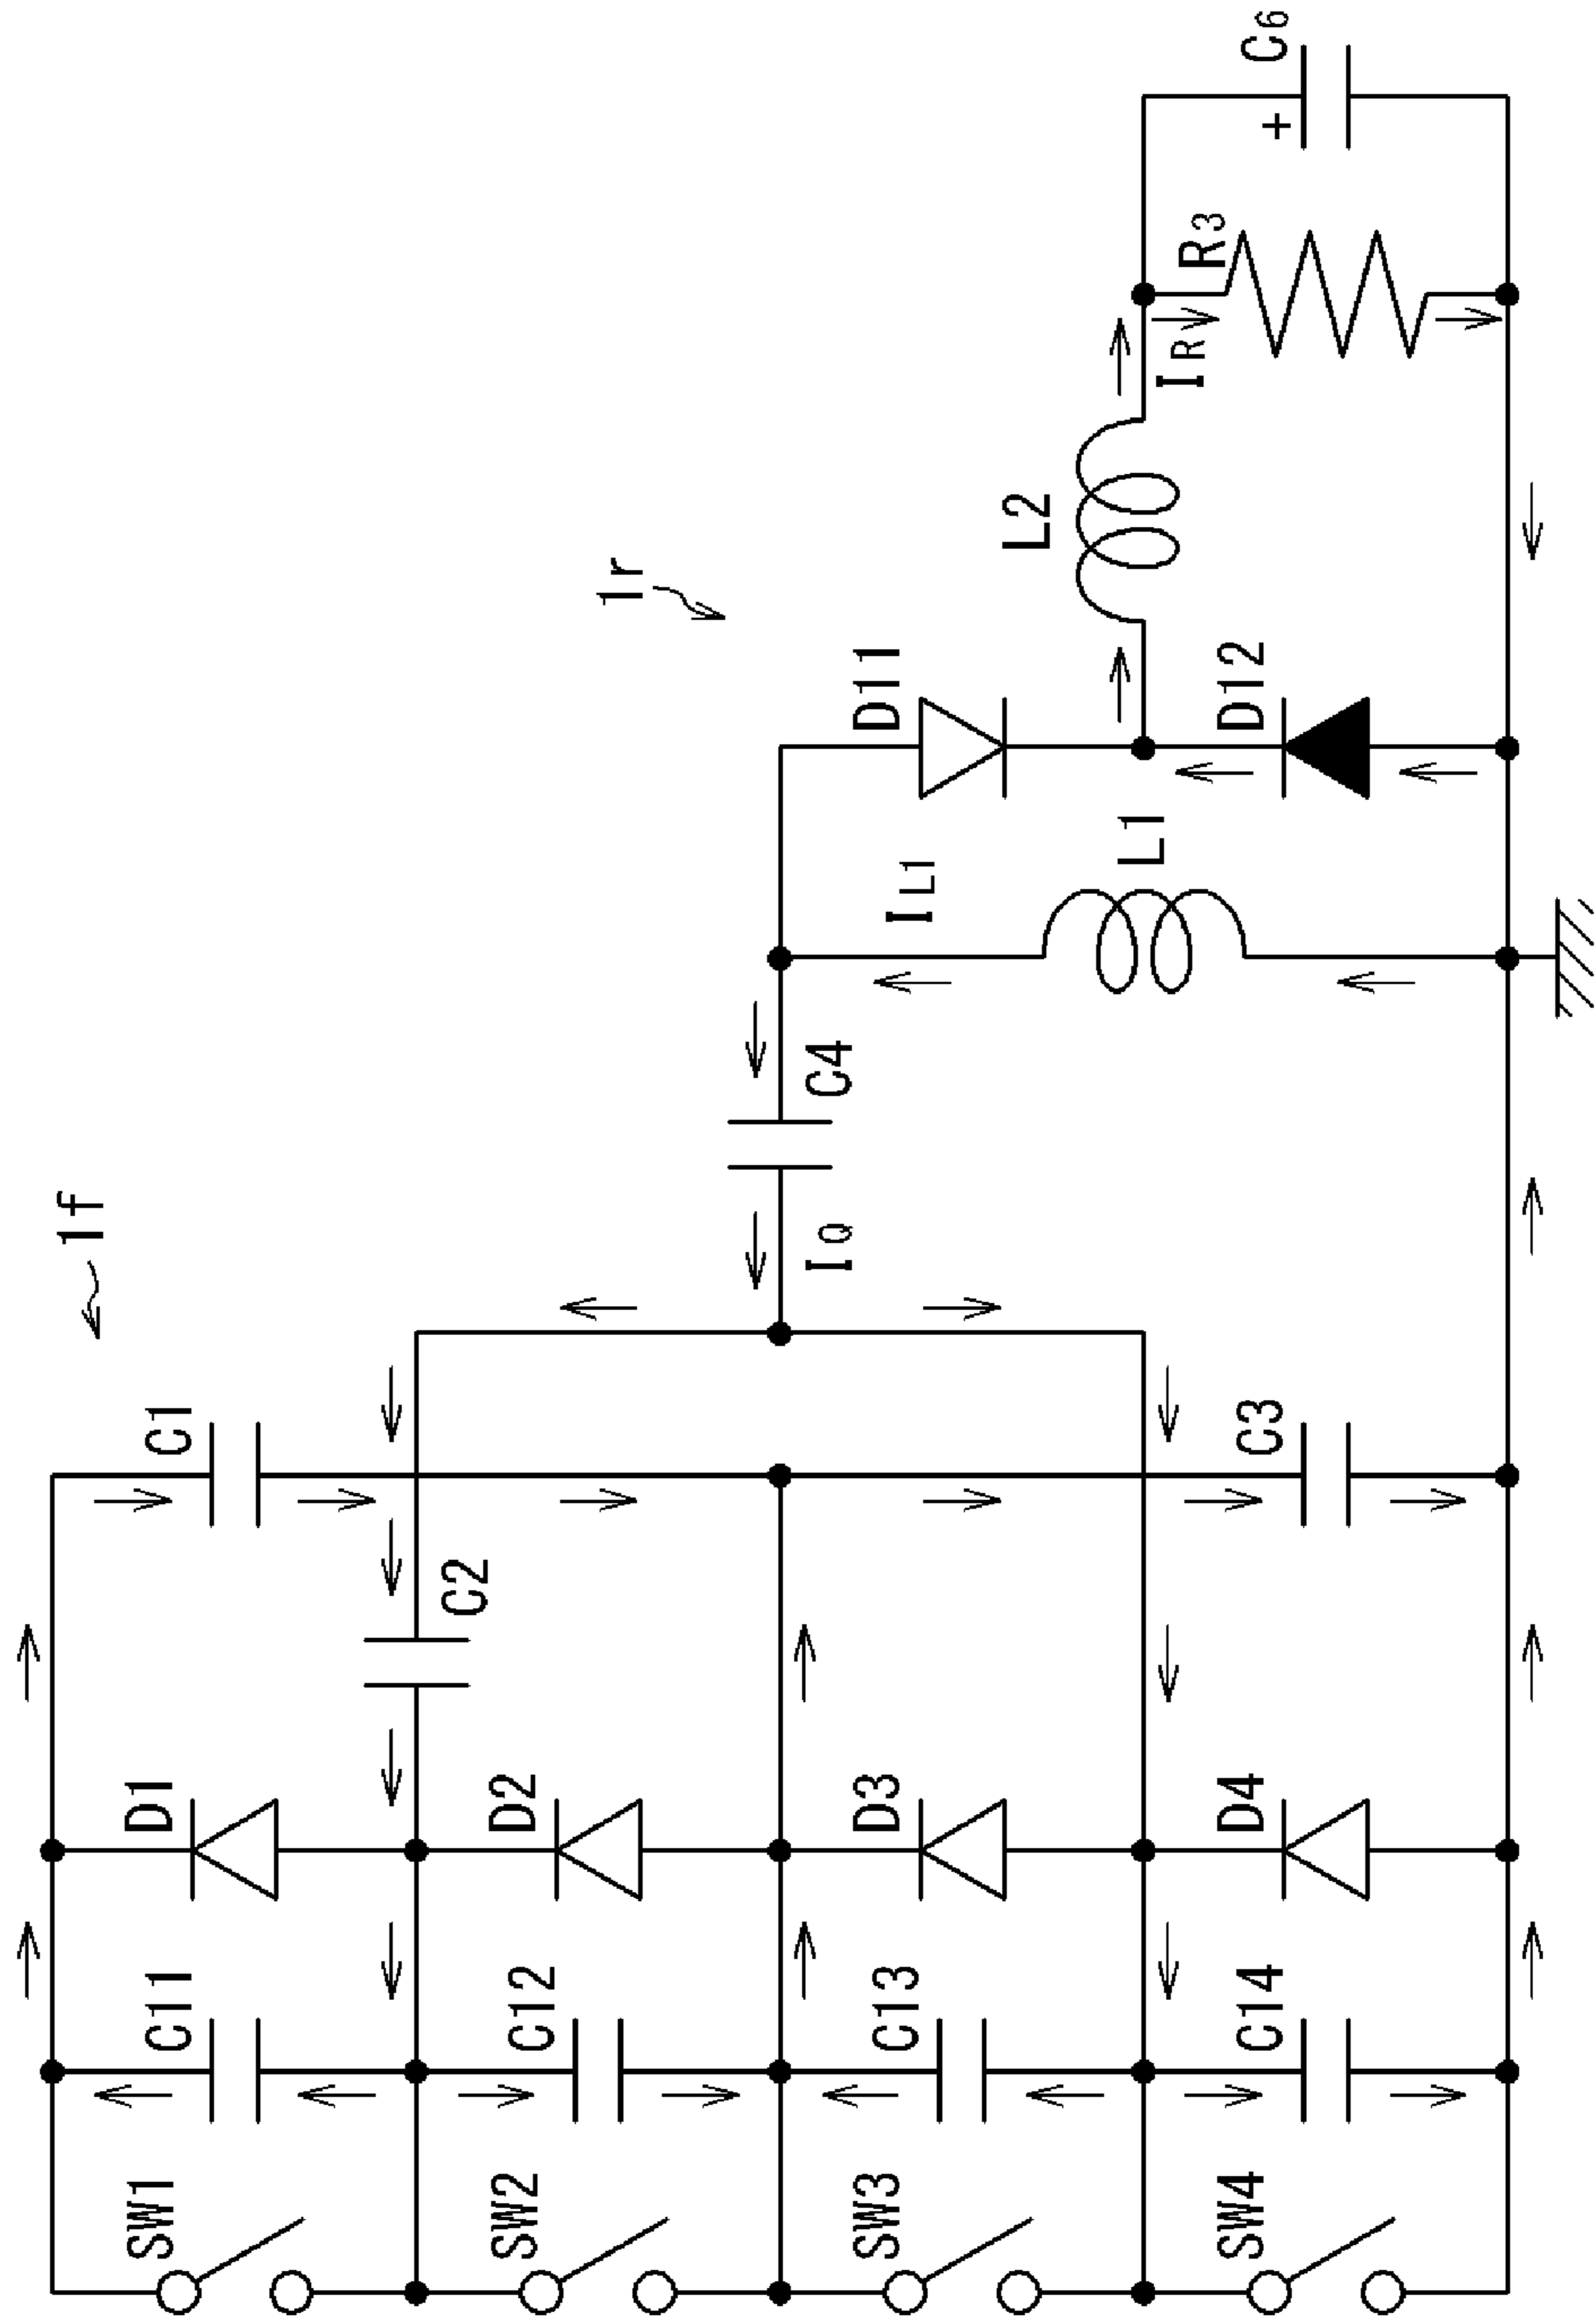 1f
1r
SW1
C11
D1
C1
C2
SW2
C12
D2
IQ
C4
IL1
D11
SW3
C13
D3
L1
L2
IR
R3
SW4
C14
D4
C3
D12
+
C6